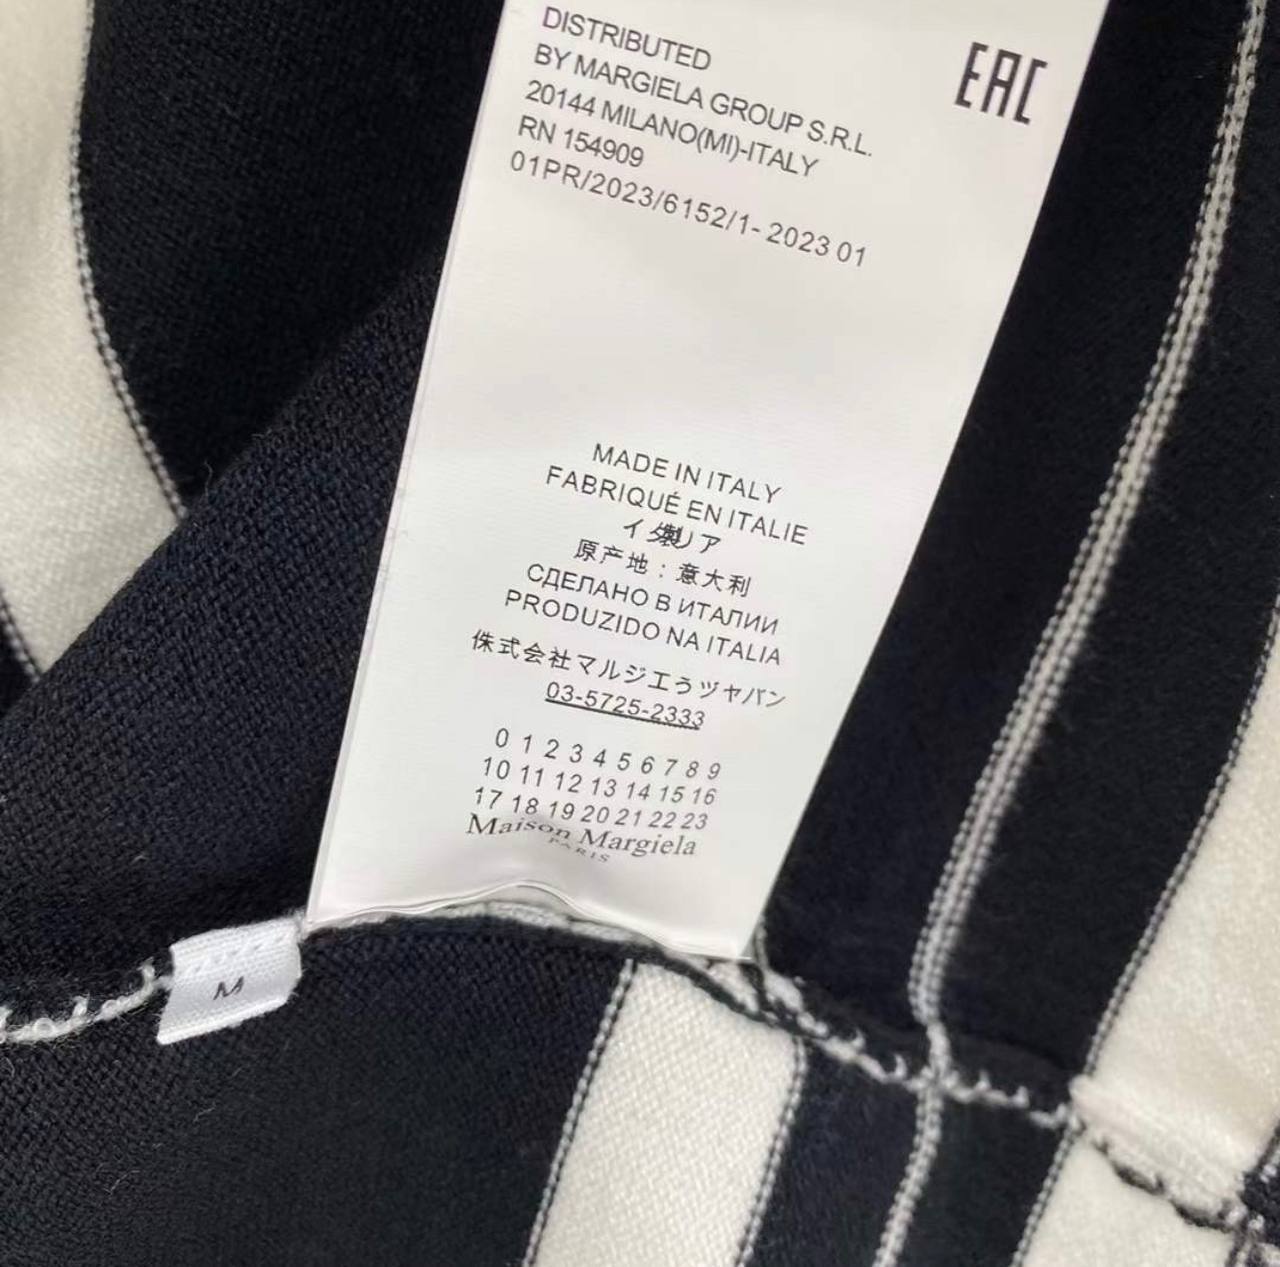 DISTRIBUTED
BY MARGIELA GROUP S.R.L.
20144 MILANO(MI)-ITALY
RN 154909
01PR/2023/6152/1- 2023 01
EAC
MADE IN ITALY
FABRIQUÉ EN ITALIE
イタ製リア
原产地：意大利
СДЕЛАНО В ИТАЛИИ
PRODUZIDO NA ITALIA
侏式会社マルジエうツヤバン
03-5725-2333
0 1 2 3 4 5 6 7 8 9
10 11 12 13 14 15 16
17 18 19 20 21 22 23
Maison Margiela
PARIS
M